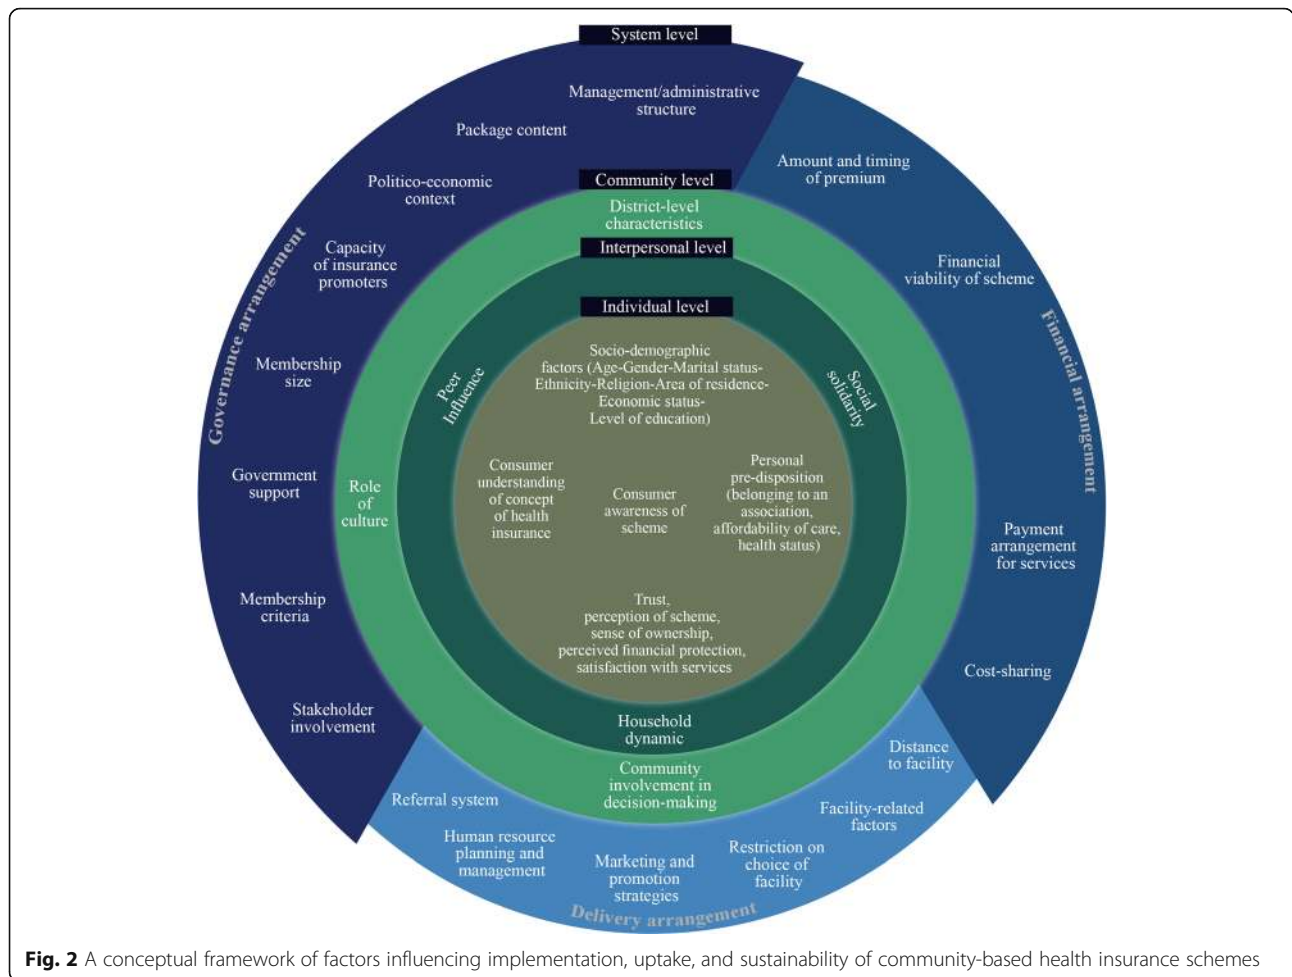 System level
Management/administrative
structure
Package content
Politico-economic
context
Capacity
of insurance
promoters
Membership
size
Government
support
Membership
criteria
Stakeholder
involvement
Governance arrangement
Amount and timing
of premium
Financial
viability of scheme
Payment
arrangement
for services
Cost-sharing
Financial arrangement
Distance
to facility
Facility-related
factors
Restriction on
choice of
facility
Marketing and
promotion
strategies
Human resource
planning and
management
Referral system
Delivery arrangement
Community level
District-level
characteristics
Role
of
culture
Community
involvement in
decision-making
Interpersonal level
Peer
Influence
Social
solidarity
Household
dynamic
Individual level
Socio-demographic
factors (Age-Gender-Marital status-
Ethnicity-Religion-Area of residence-
Economic status-
Level of education)
Consumer
understanding
of concept
of health
insurance
Consumer
awareness of
scheme
Personal
pre-disposition
(belonging to an
association,
affordability of care,
health status)
Trust,
perception of scheme,
sense of ownership,
perceived financial protection,
satisfaction with services
Fig. 2 A conceptual framework of factors influencing implementation, uptake, and sustainability of community-based health insurance schemes